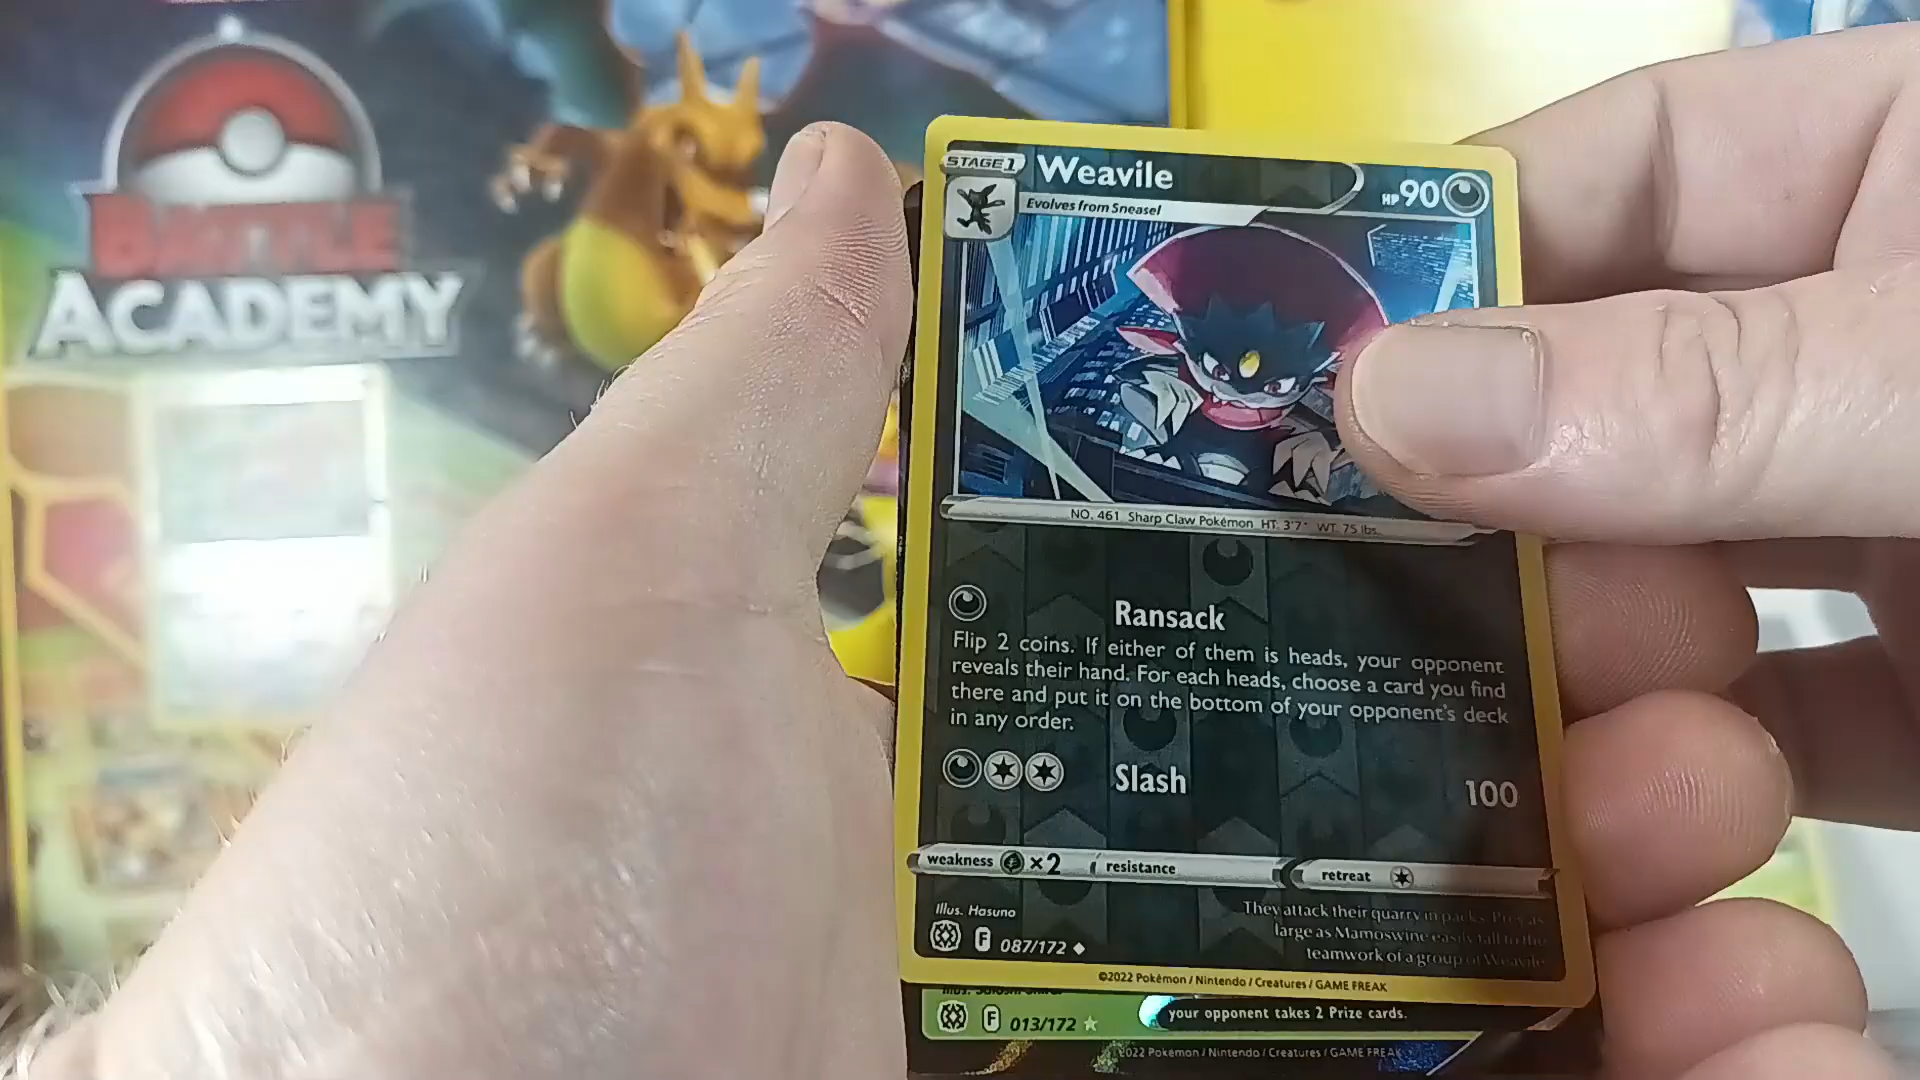 BATTLE
ACADEMY
STAGE 1
Weavile
HP 90
Evolves from Sneasel
NO. 461 Sharp Claw Pokémon HT: 3'7" WT: 75 lbs.
Ransack
Flip 2 coins. If either of them is heads, your opponent
reveals their hand. For each heads, choose a card you find
there and put it on the bottom of your opponent's deck
in any order.
Slash 100
weakness ×2 resistance retreat
Illus. Hasuno
F 087/172
They attack their quarry in packs. Prey as
large as Mamoswine easily fall to the
teamwork of a group of Weavile.
©2022 Pokémon / Nintendo / Creatures / GAME FREAK
F 013/172
your opponent takes 2 Prize cards.
©2022 Pokémon / Nintendo / Creatures / GAME FREAK